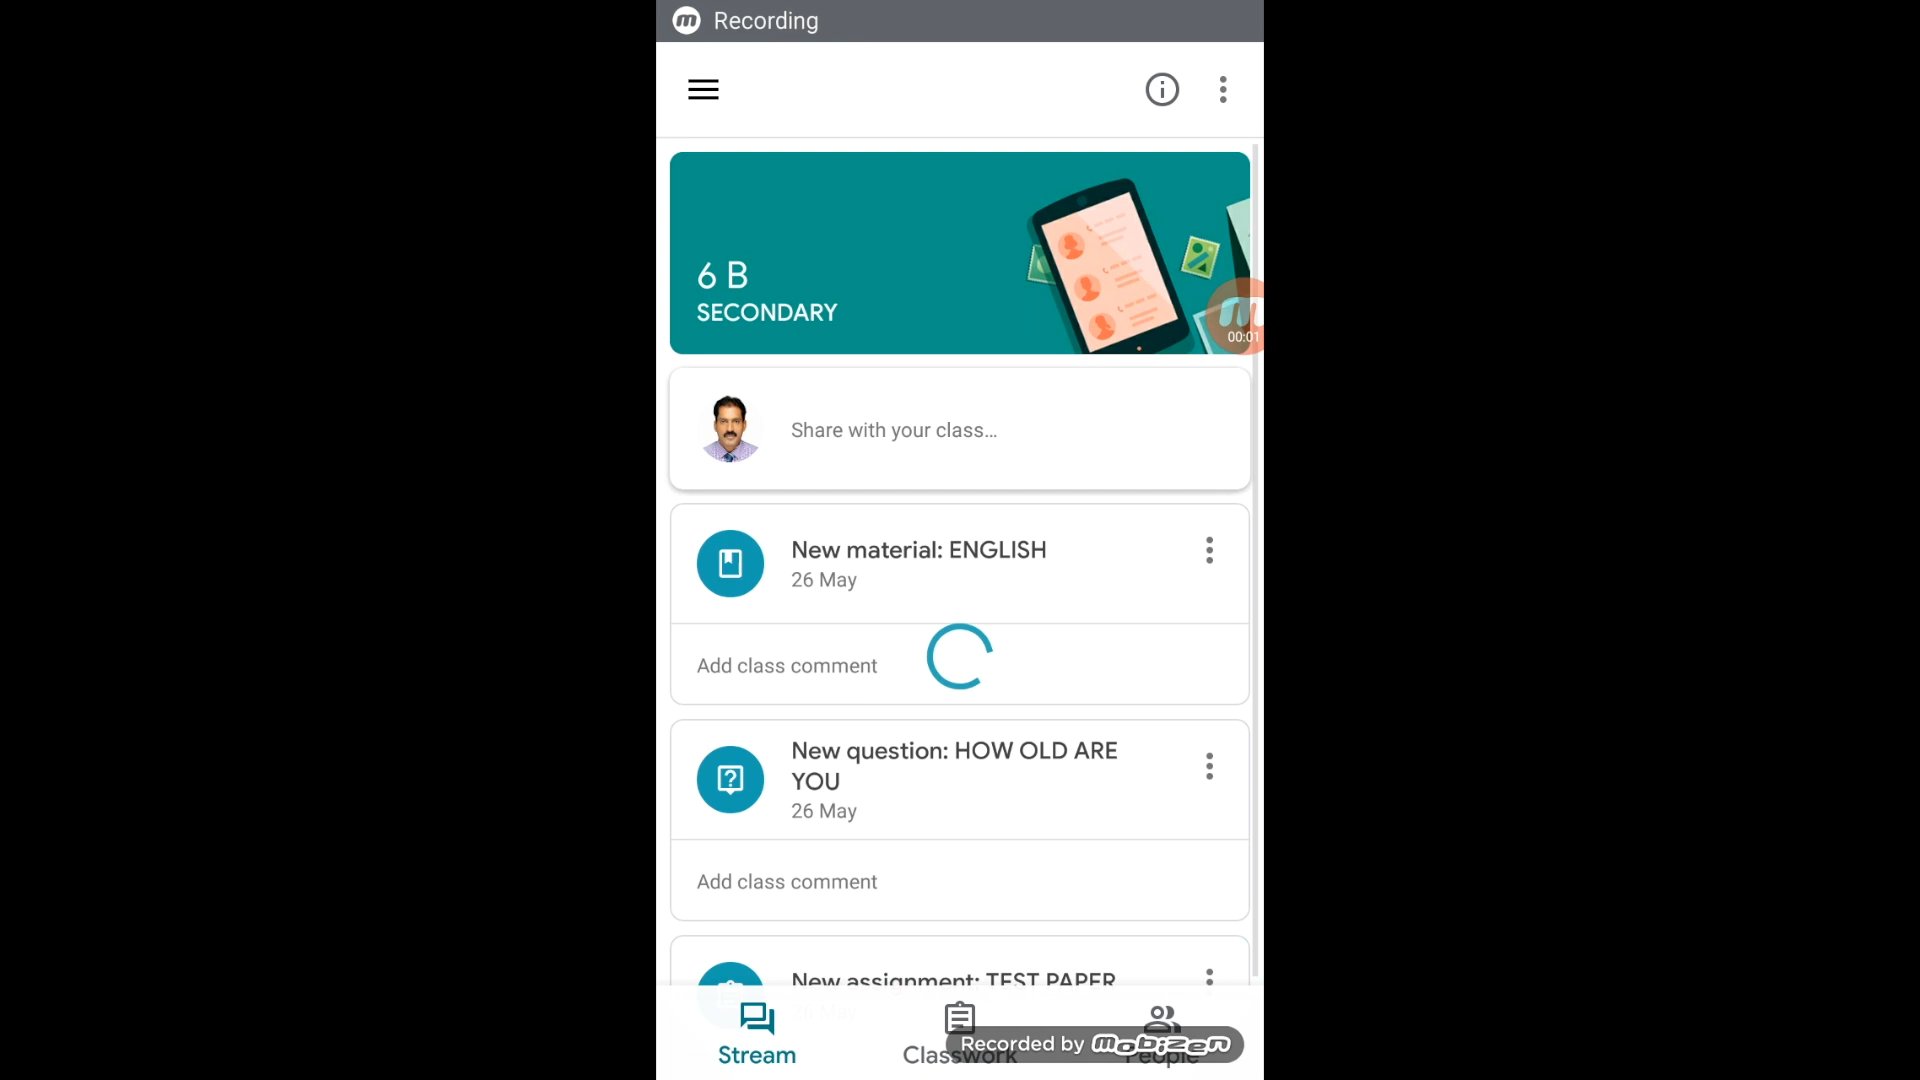 Recording
6 B
SECONDARY
00:01
Share with your class...
New material: ENGLISH
26 May
Add class comment
New question: HOW OLD ARE
YOU
26 May
Add class comment
New assignment: TEST PAPER
26 May
Stream
Classwork
People
Recorded by mobizen